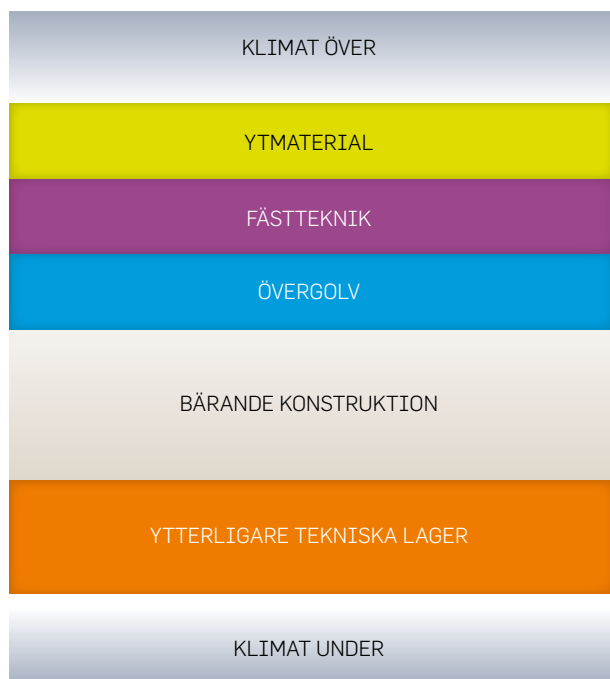 KLIMAT ÖVER
YTMATERIAL
FÄSTTEKNIK
ÖVERGOLV
BÄRANDE KONSTRUKTION
YTTERLIGARE TEKNISKA LAGER
KLIMAT UNDER